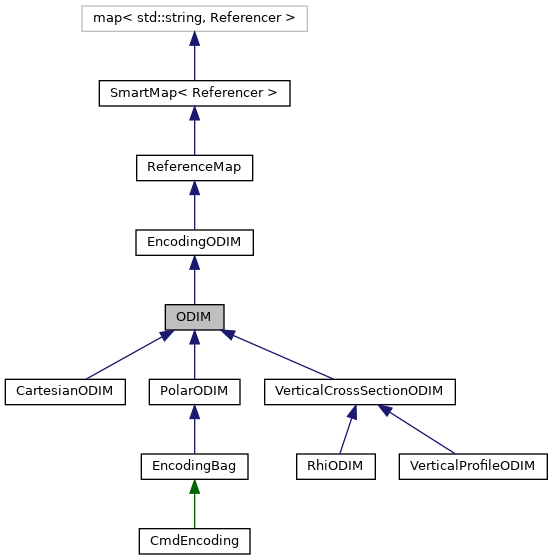 map< std::string, Referencer >
SmartMap< Referencer >
ReferenceMap
EncodingODIM
ODIM
CartesianODIM
PolarODIM
VerticalCrossSectionODIM
EncodingBag
RhiODIM
VerticalProfileODIM
CmdEncoding